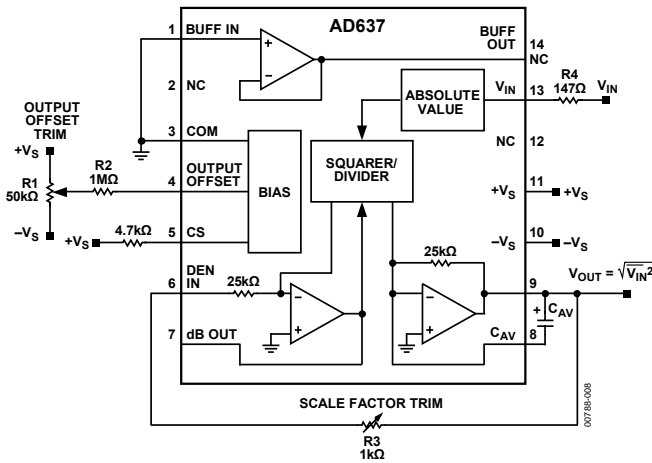 AD637
1 BUFF IN
BUFF
OUT
14
NC
2 NC
ABSOLUTE
VALUE
VIN
13
R4
147Ω
VIN
OUTPUT
OFFSET
TRIM
+VS
3 COM
NC 12
SQUARER/
DIVIDER
R1
50kΩ
R2
1MΩ
4 OUTPUT
OFFSET
BIAS
+VS
11
+VS
–VS
+VS
4.7kΩ
5 CS
–VS
10
–VS
6 DEN
IN
25kΩ
25kΩ
9
VOUT = √VIN²
+
CAV
7 dB OUT
CAV
8
SCALE FACTOR TRIM
R3
1kΩ
00788-008